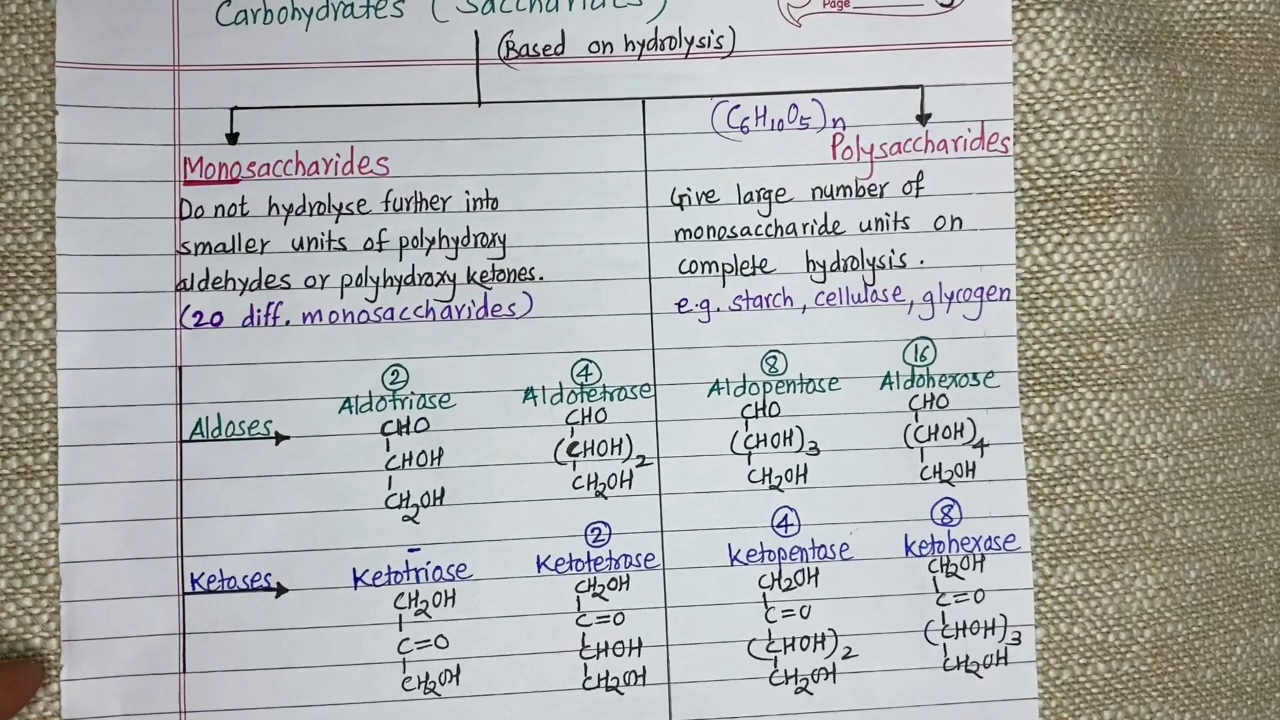 Carbohydrates (Saccharides)
Page
(Based on hydrolysis)
(C₆H₁₀O₅)n
Monosaccharides
Do not hydrolyse further into
smaller units of polyhydroxy
aldehydes or polyhydroxy ketones.
(20 diff. monosaccharides)
Polysaccharides
Give large number of
monosaccharide units on
complete hydrolysis.
e.g. starch, cellulose, glycogen
Aldoses
②
Aldotriose
CHO
CHOH
CH₂OH
④
Aldotetrose
CHO
(CHOH)₂
CH₂OH
⑧
Aldopentose
CHO
(CHOH)₃
CH₂OH
⑯
Aldohexose
CHO
(CHOH)₄
CH₂OH
Ketoses
-
Ketotriose
CH₂OH
C=O
CH₂OH
②
Ketotetrose
CH₂OH
C=O
CHOH
CH₂OH
④
Ketopentose
CH₂OH
C=O
(CHOH)₂
CH₂OH
⑧
Ketohexose
CH₂OH
C=O
(CHOH)₃
CH₂OH